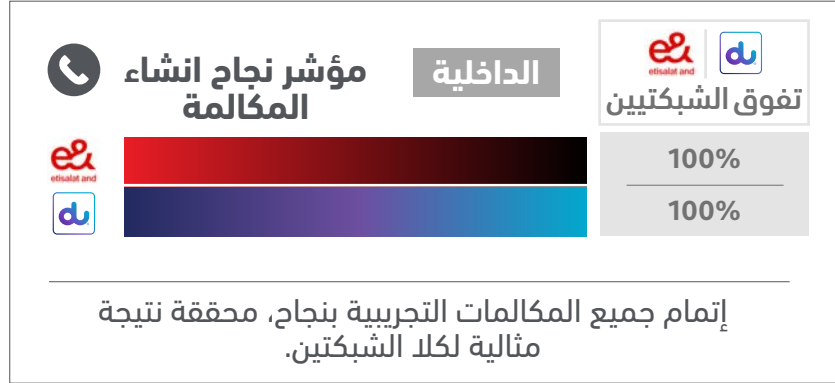 مؤشر نجاح انشاء
المكالمة
الداخلية
e&
etisalat and
du
تفوق الشبكتيين
e&
etisalat and
100%
du
100%
إتمام جميع المكالمات التجريبية بنجاح، محققة نتيجة
مثالية لكلا الشبكتين.